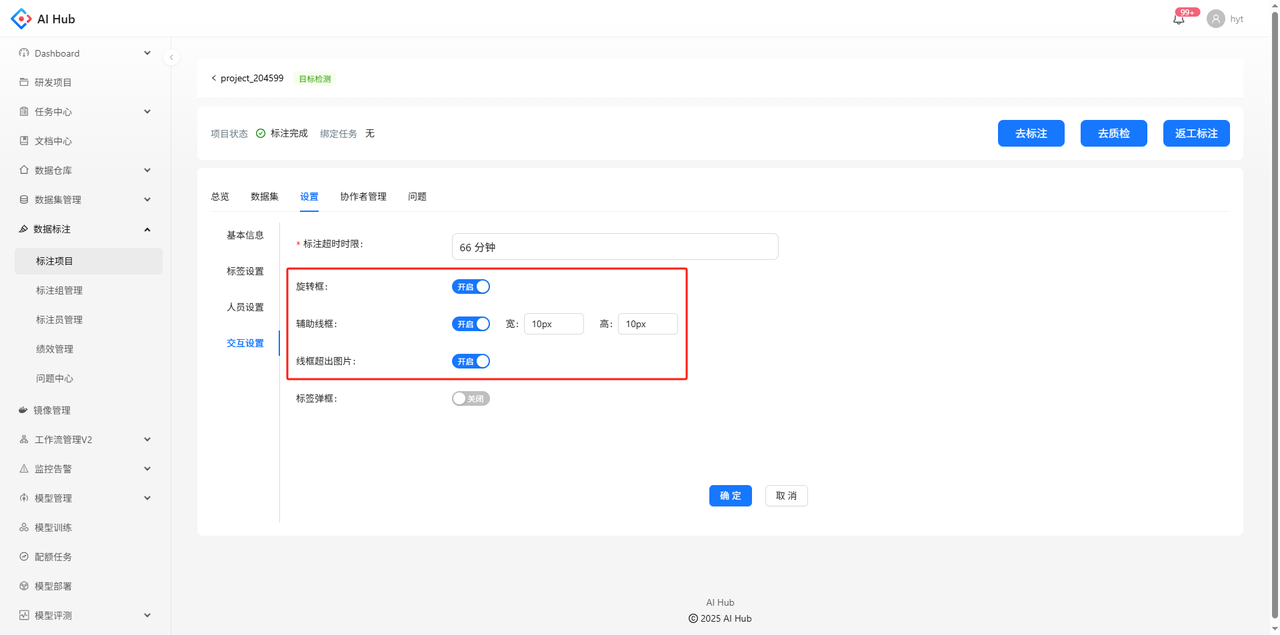 AI Hub
99+
hyt
Dashboard
研发项目
任务中心
文档中心
数据仓库
数据集管理
数据标注
标注项目
标注组管理
标注员管理
绩效管理
问题中心
镜像管理
工作流管理V2
监控告警
模型管理
模型训练
配额任务
模型部署
模型评测
project_204599 目标检测
项目状态 标注完成 绑定任务 无
去标注 去质检 返工标注
总览 数据集 设置 协作者管理 问题
基本信息
标签设置
人员设置
交互设置
* 标注超时时限: 66 分钟
旋转框: 开启
辅助线框: 开启 宽: 10px 高: 10px
线框超出图片: 开启
标签弹框: 关闭
确 定 取 消
AI Hub
© 2025 AI Hub